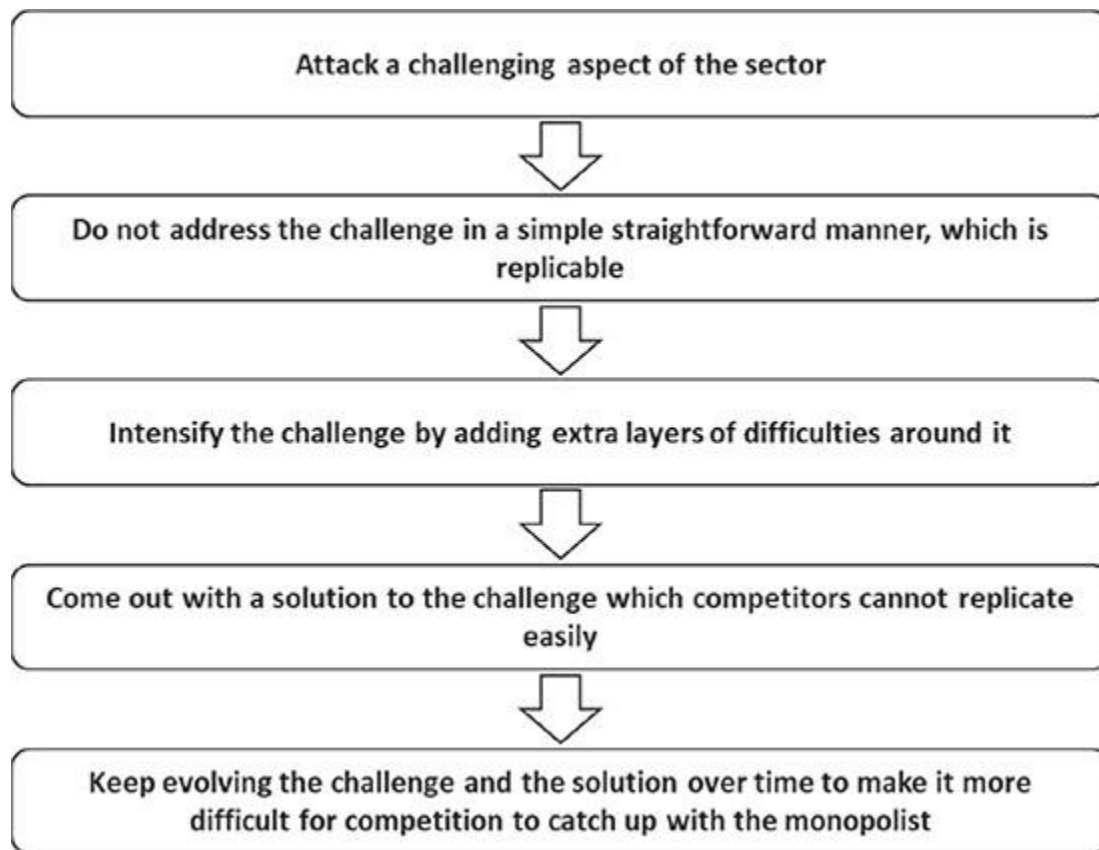 Attack a challenging aspect of the sector
Do not address the challenge in a simple straightforward manner, which is
replicable
Intensify the challenge by adding extra layers of difficulties around it
Come out with a solution to the challenge which competitors cannot replicate
easily
Keep evolving the challenge and the solution over time to make it more
difficult for competition to catch up with the monopolist